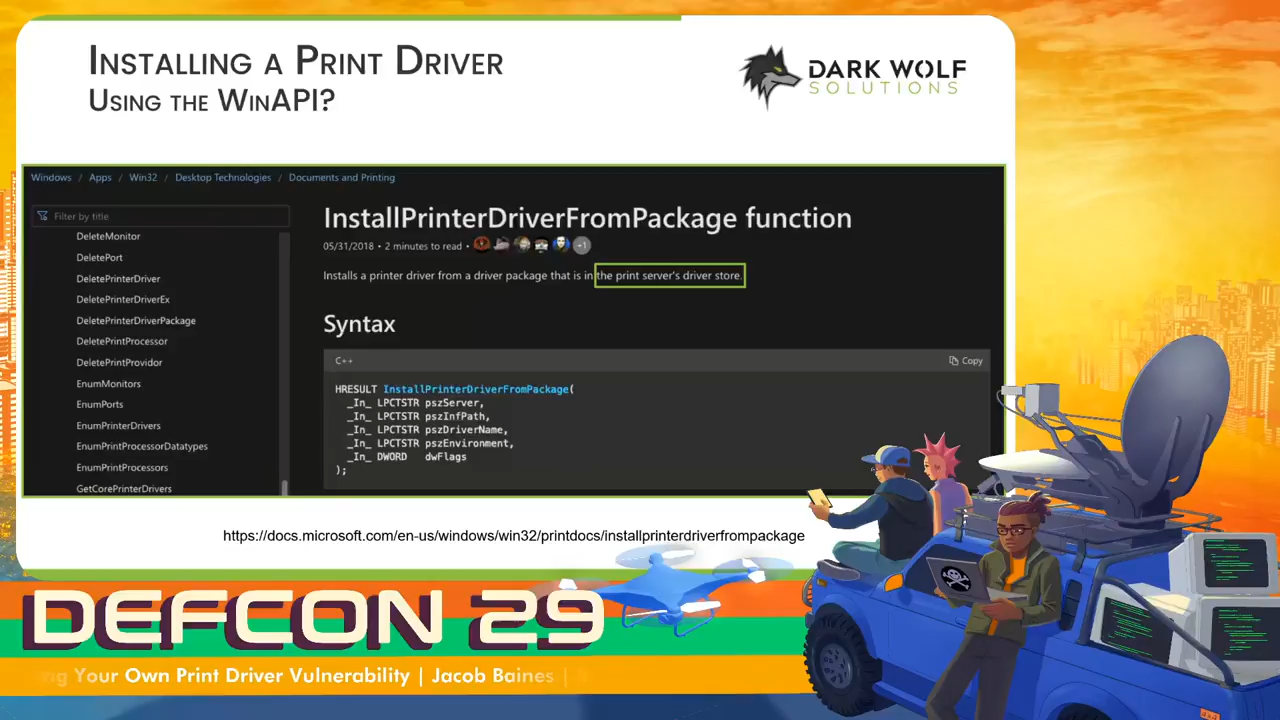 INSTALLING A PRINT DRIVER
USING THE WINAPI?
DARK WOLF
SOLUTIONS
Windows / Apps / Win32 / Desktop Technologies / Documents and Printing
Filter by title
DeleteMonitor
DeletePort
DeletePrinterDriver
DeletePrinterDriverEx
DeletePrinterDriverPackage
DeletePrintProcessor
DeletePrintProvidor
EnumMonitors
EnumPorts
EnumPrinterDrivers
EnumPrintProcessorDatatypes
EnumPrintProcessors
GetCorePrinterDrivers
InstallPrinterDriverFromPackage function
05/31/2018 • 2 minutes to read •
+1
Installs a printer driver from a driver package that is in the print server's driver store.
Syntax
C++
Copy
HRESULT InstallPrinterDriverFromPackage(
_In_ LPCTSTR pszServer,
_In_ LPCTSTR pszInfPath,
_In_ LPCTSTR pszDriverName,
_In_ LPCTSTR pszEnvironment,
_In_ DWORD dwFlags
);
https://docs.microsoft.com/en-us/windows/win32/printdocs/installprinterdriverfrompackage
DEFCON 29
Your Own Print Driver Vulnerability | Jacob Baines |